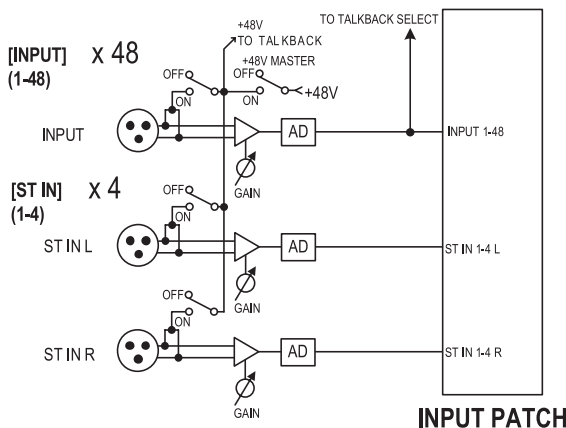 +48V
TO TALKBACK
TO TALKBACK SELECT
[INPUT] X 48
(1-48)
OFF
ON
+48V MASTER
OFF
ON
+48V
INPUT
AD
INPUT 1-48
GAIN
[ST IN] X 4
(1-4)
OFF
ON
ST IN L
AD
ST IN 1-4 L
GAIN
OFF
ON
ST IN R
AD
ST IN 1-4 R
GAIN
INPUT PATCH